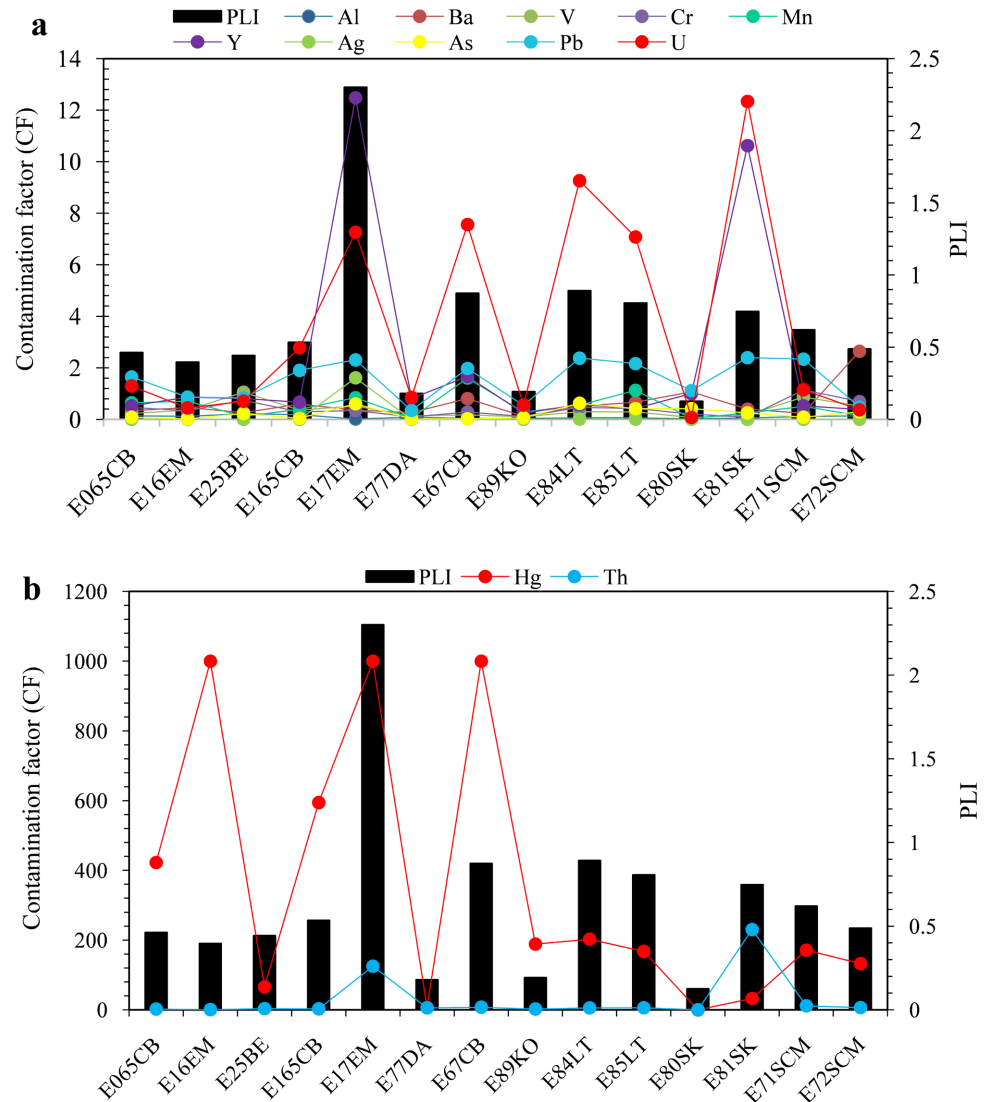 a
PLI Al Ba V Cr Mn
Y Ag As Pb U
Contamination factor (CF)
14
12
10
8
6
4
2
0
2.5
2
1.5
1
0.5
0
PLI
E065CB E16EM E25BE E165CB E17EM E77DA E67CB E89KO E84LT E85LT E80SK E81SK E71SCM E72SCM
b
PLI Hg Th
Contamination factor (CF)
1200
1000
800
600
400
200
0
2.5
2
1.5
1
0.5
0
PLI
E065CB E16EM E25BE E165CB E17EM E77DA E67CB E89KO E84LT E85LT E80SK E81SK E71SCM E72SCM